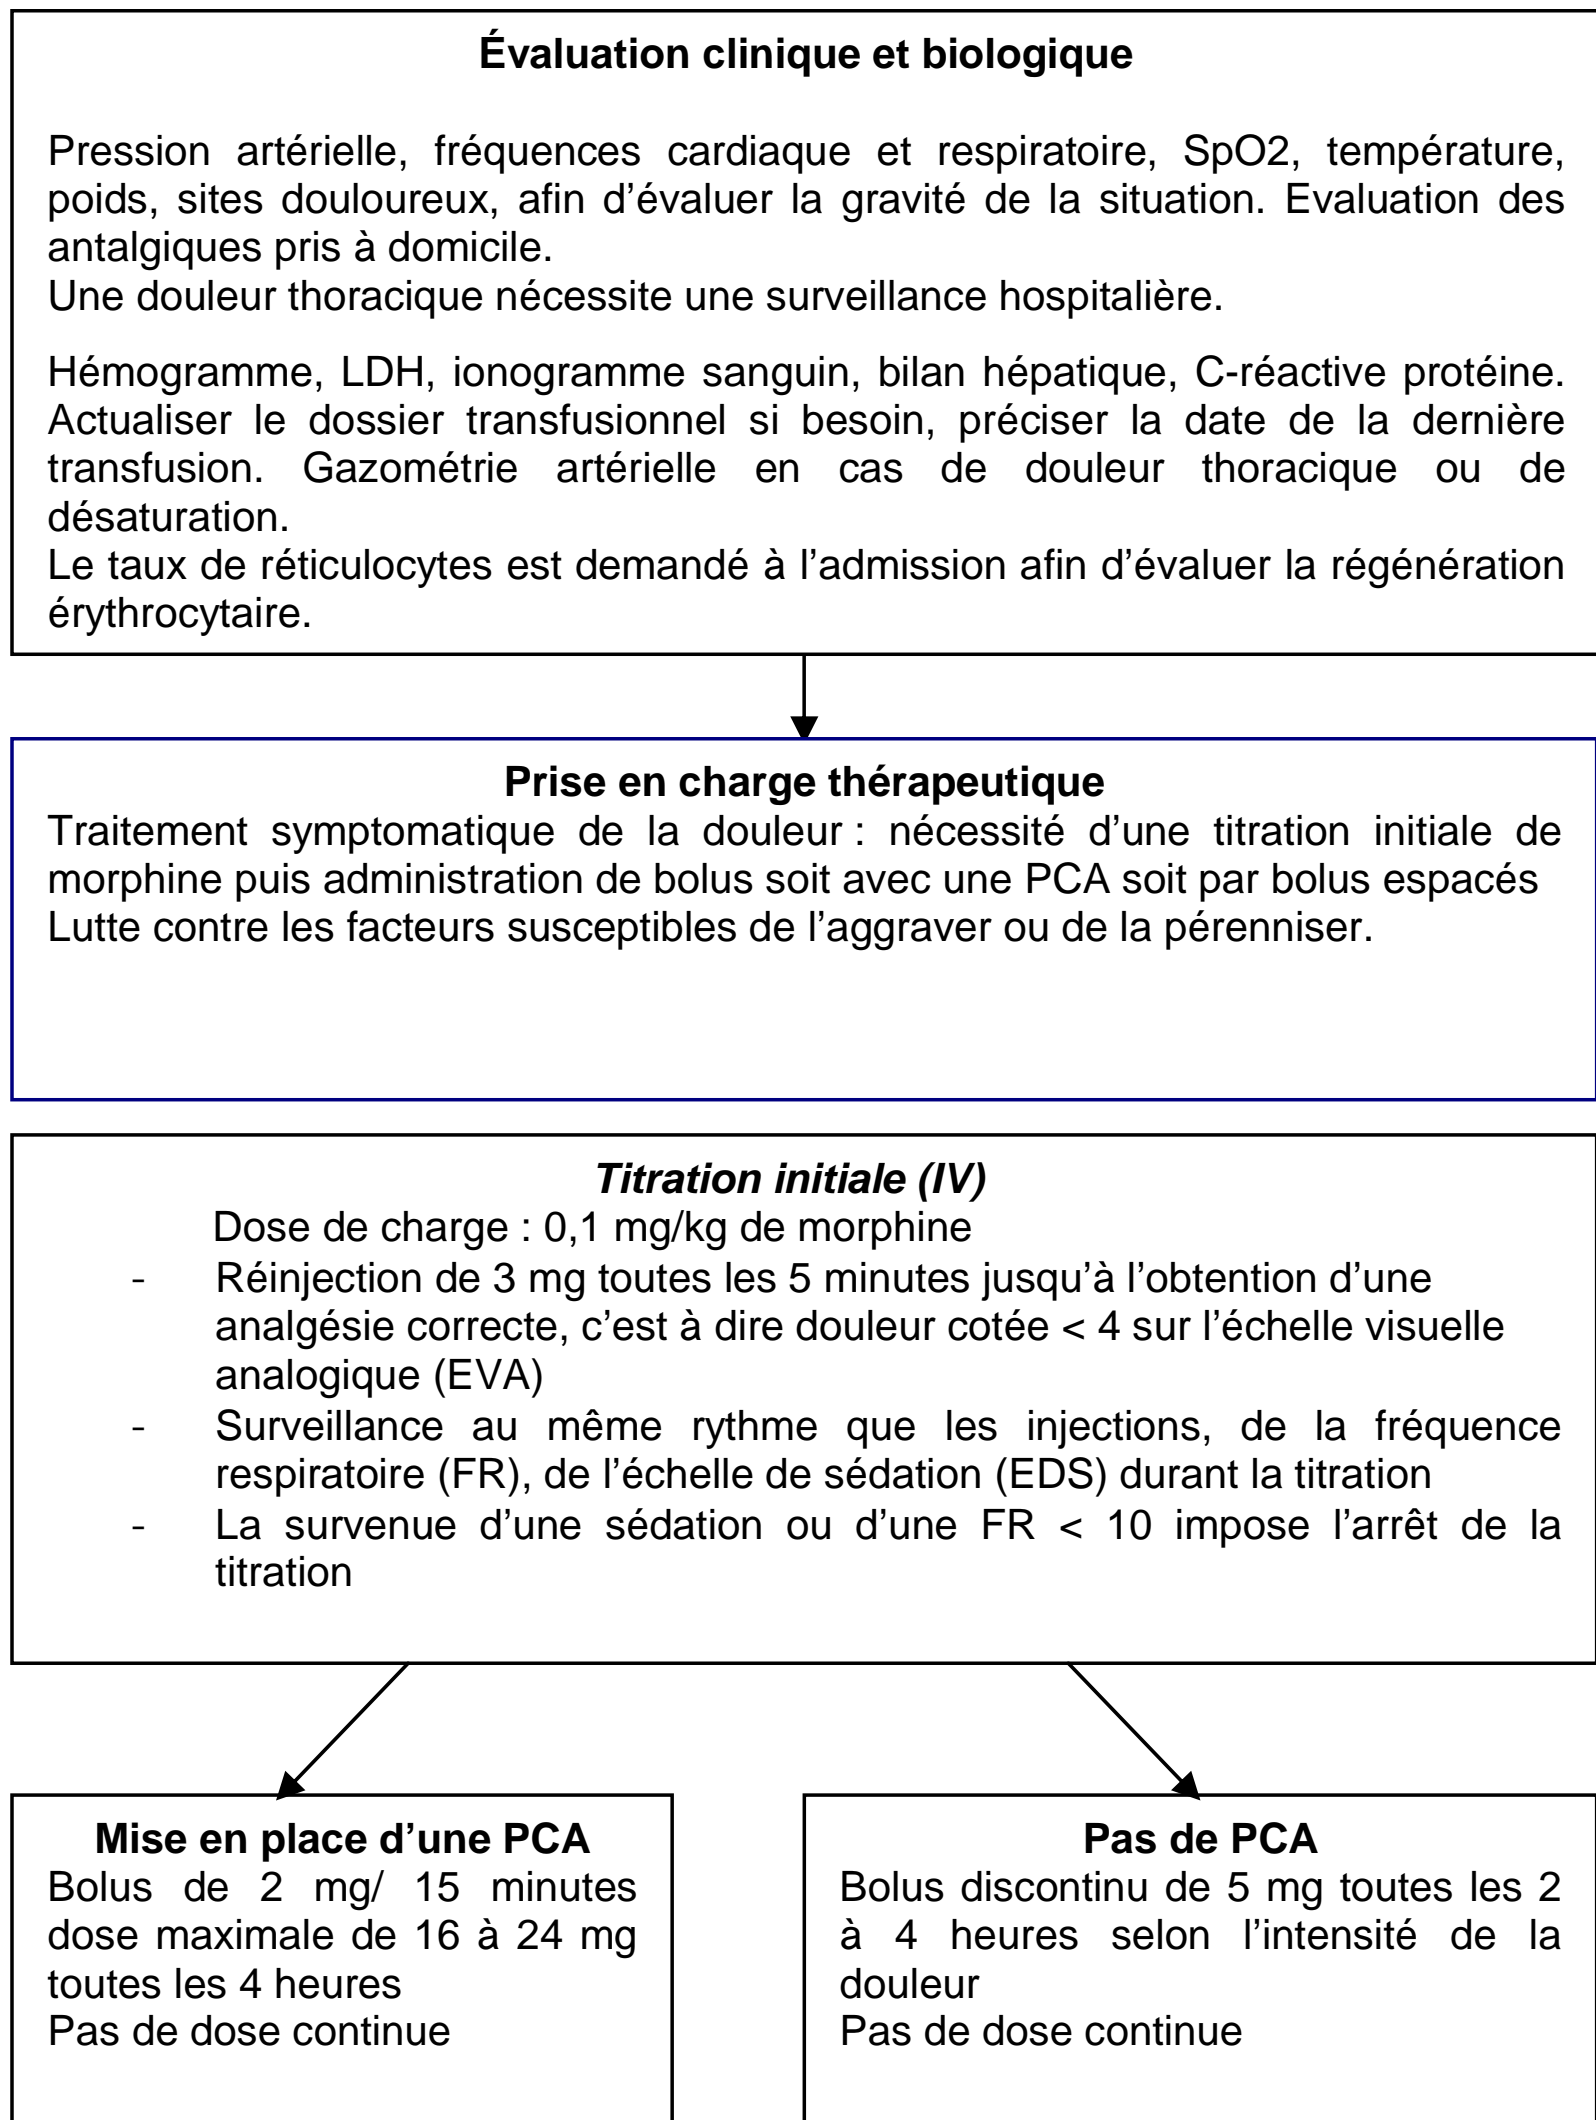 Évaluation clinique et biologique
Pression artérielle, fréquences cardiaque et respiratoire, SpO2, température,
poids, sites douloureux, afin d’évaluer la gravité de la situation. Evaluation des
antalgiques pris à domicile.
Une douleur thoracique nécessite une surveillance hospitalière.
Hémogramme, LDH, ionogramme sanguin, bilan hépatique, C-réactive protéine.
Actualiser le dossier transfusionnel si besoin, préciser la date de la dernière
transfusion. Gazométrie artérielle en cas de douleur thoracique ou de
désaturation.
Le taux de réticulocytes est demandé à l’admission afin d’évaluer la régénération
érythrocytaire.
Prise en charge thérapeutique
Traitement symptomatique de la douleur : nécessité d’une titration initiale de
morphine puis administration de bolus soit avec une PCA soit par bolus espacés
Lutte contre les facteurs susceptibles de l’aggraver ou de la pérenniser.
Titration initiale (IV)
Dose de charge : 0,1 mg/kg de morphine
- Réinjection de 3 mg toutes les 5 minutes jusqu’à l’obtention d’une
analgésie correcte, c’est à dire douleur cotée < 4 sur l’échelle visuelle
analogique (EVA)
- Surveillance au même rythme que les injections, de la fréquence
respiratoire (FR), de l’échelle de sédation (EDS) durant la titration
- La survenue d’une sédation ou d’une FR < 10 impose l’arrêt de la
titration
Mise en place d’une PCA
Bolus de 2 mg/ 15 minutes
dose maximale de 16 à 24 mg
toutes les 4 heures
Pas de dose continue
Pas de PCA
Bolus discontinu de 5 mg toutes les 2
à 4 heures selon l’intensité de la
douleur
Pas de dose continue